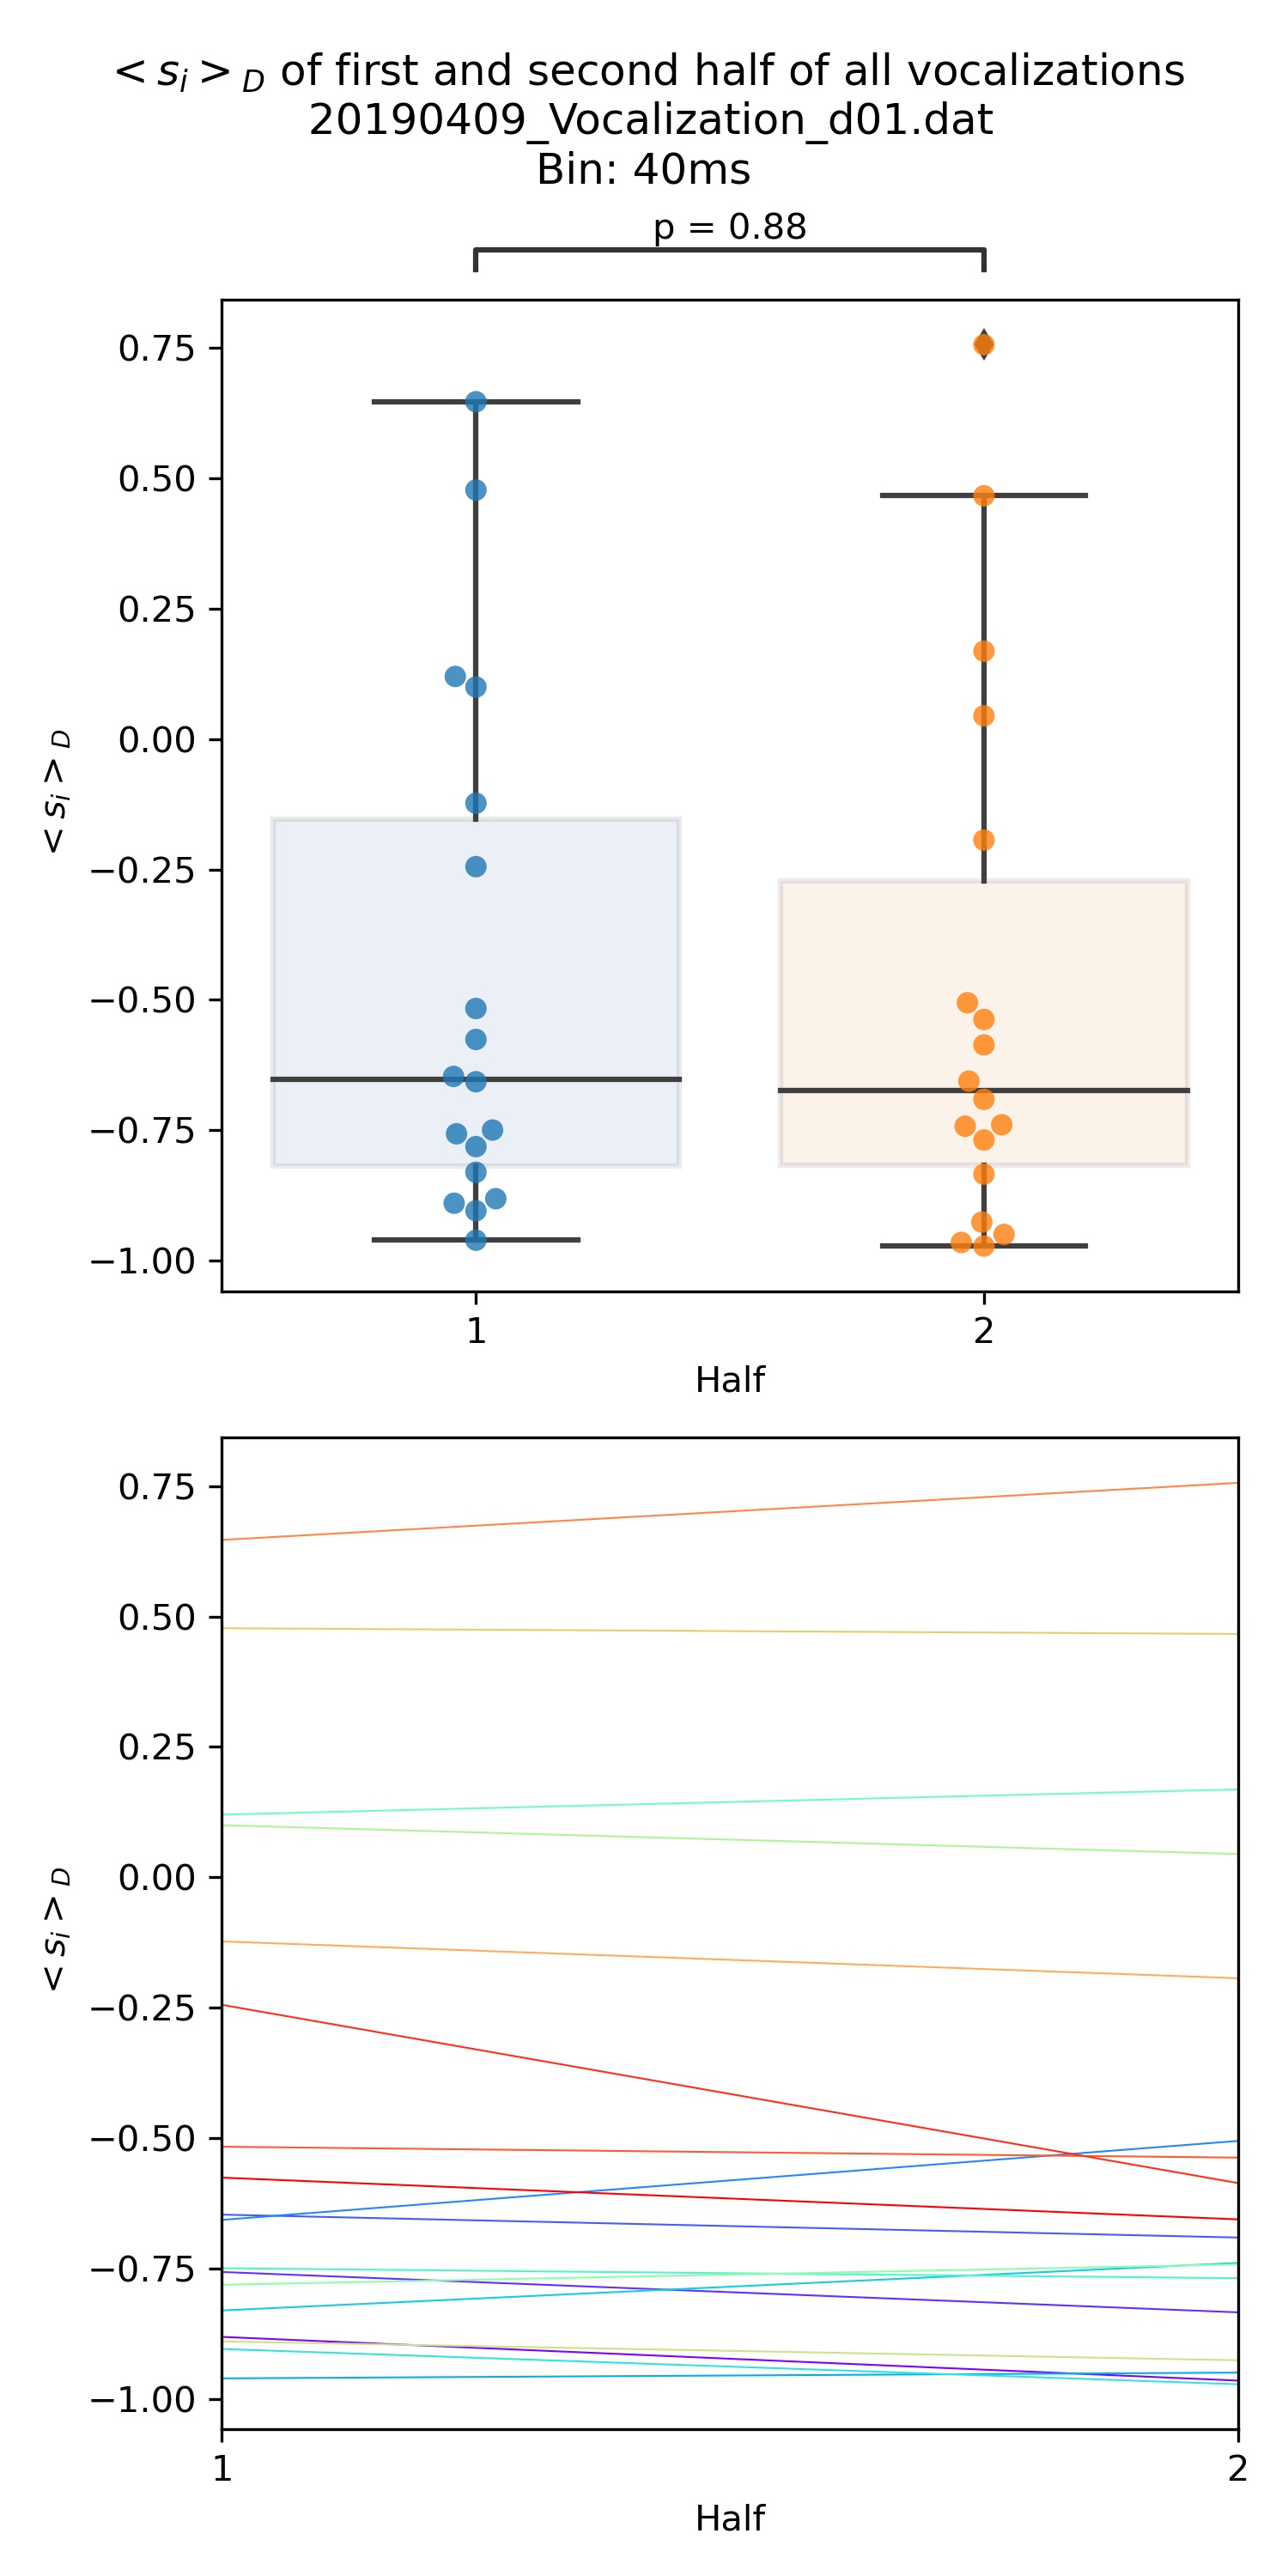 < s_i >_D of first and second half of all vocalizations
20190409_Vocalization_d01.dat
Bin: 40ms
p = 0.88
0.75
0.50
0.25
0.00
−0.25
−0.50
−0.75
−1.00
< s_i >_D
1
2
Half
0.75
0.50
0.25
0.00
−0.25
−0.50
−0.75
−1.00
< s_i >_D
1
2
Half